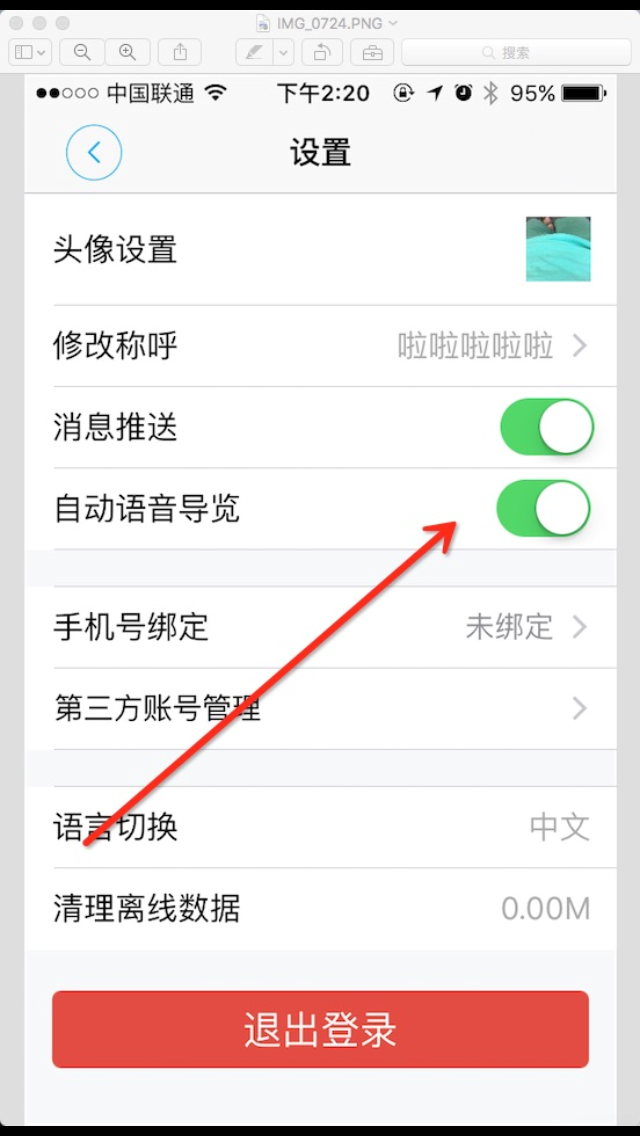 IMG_0724.PNG
搜索
中国联通 下午2:20 95%
设置
头像设置
修改称呼 啦啦啦啦啦
消息推送
自动语音导览
手机号绑定 未绑定
第三方账号管理
语言切换 中文
清理离线数据 0.00M
退出登录